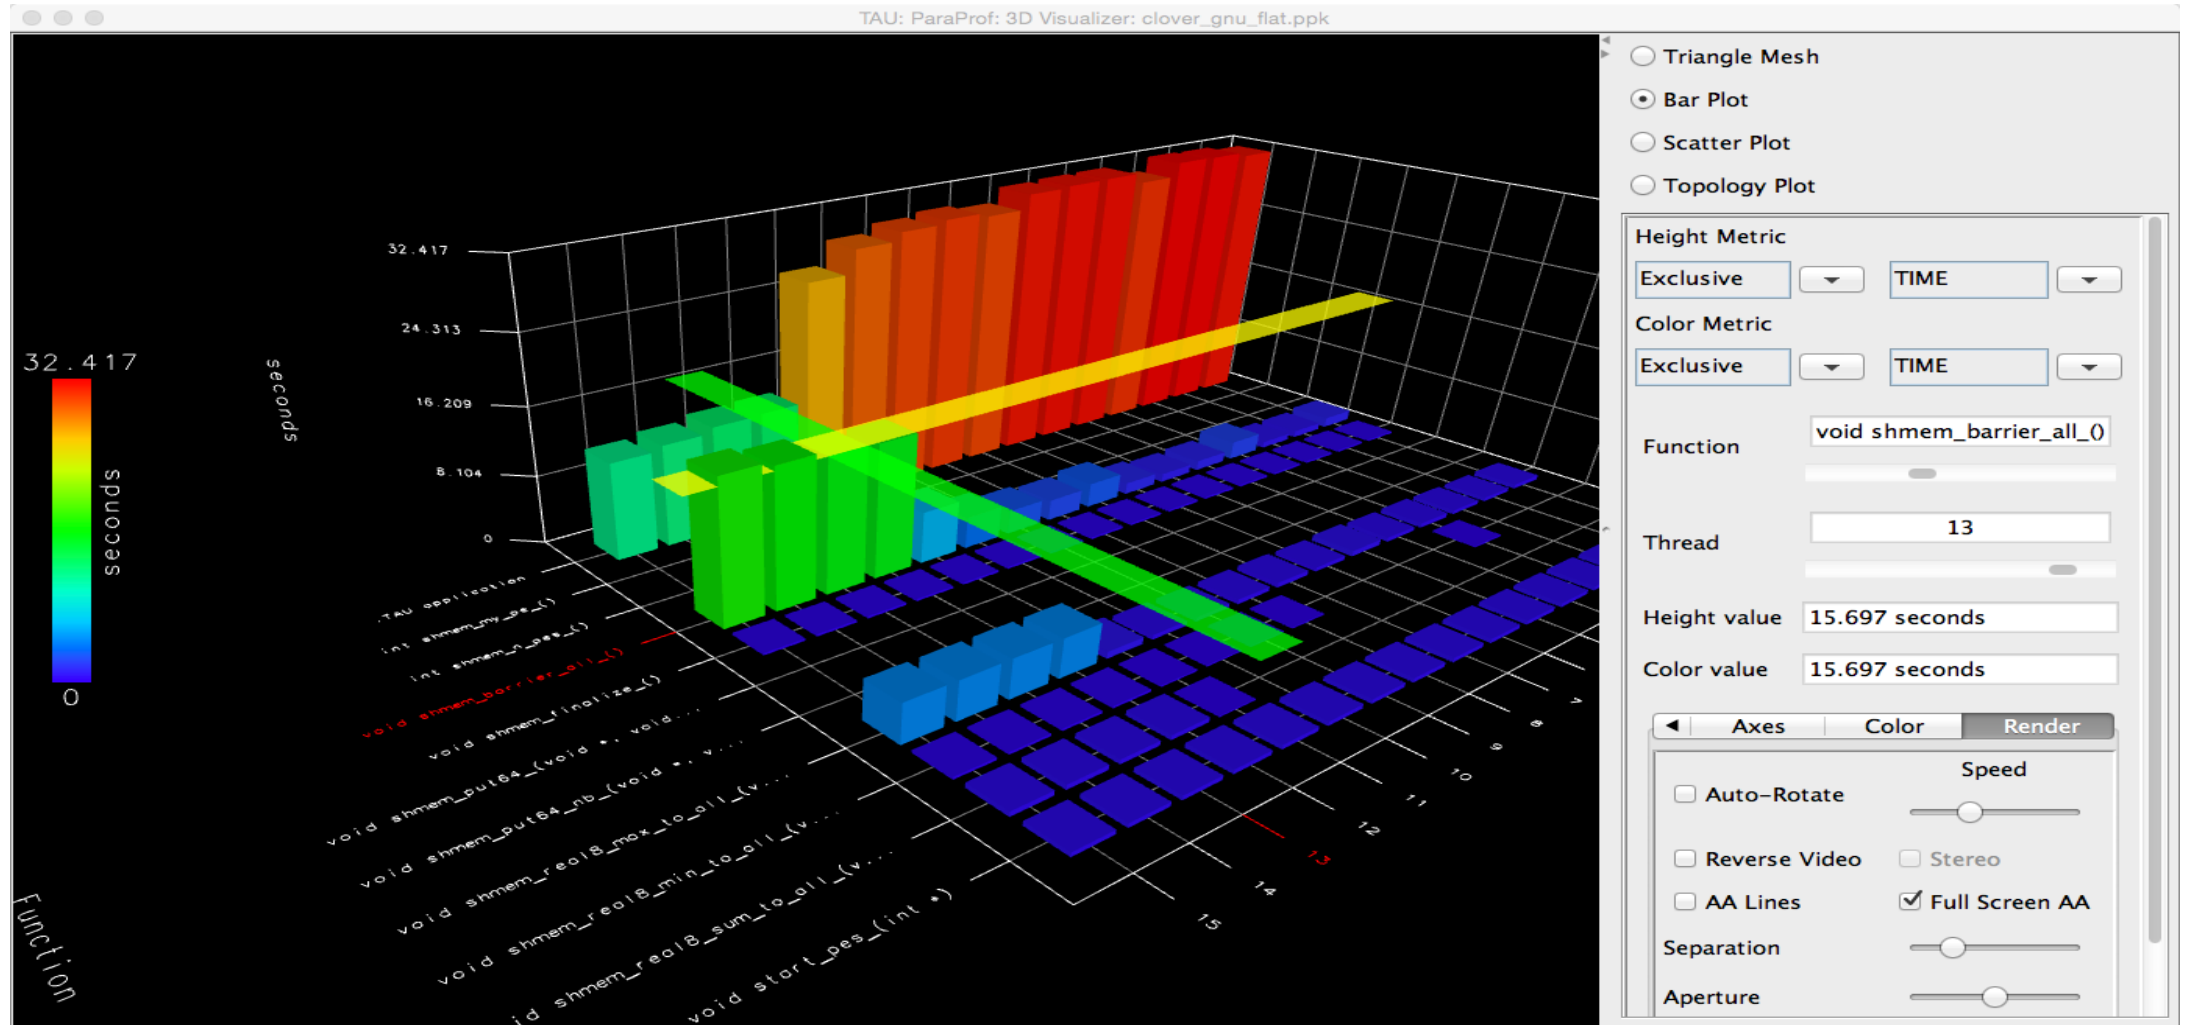 TAU: ParaProf: 3D Visualizer: clover_gnu_flat.ppk
32.417
24.313
16.209
8.104
0
seconds
32.417
seconds
0
.TAU application
int shmem_my_pe_()
int shmem_n_pes_()
void shmem_barrier_all_()
void shmem_finalize_()
void shmem_put64_(void *, void...
void shmem_put64_nb_(void *, v...
void shmem_real8_max_to_all_(v...
void shmem_real8_min_to_all_(v...
id shmem_real8_sum_to_all_(v...
void start_pes_(int *)
Function
7
8
9
10
11
12
13
14
15
Triangle Mesh
Bar Plot
Scatter Plot
Topology Plot
Height Metric
Exclusive TIME
Color Metric
Exclusive TIME
Function void shmem_barrier_all_()
Thread 13
Height value 15.697 seconds
Color value 15.697 seconds
Axes Color Render
Speed
Auto-Rotate
Reverse Video Stereo
AA Lines Full Screen AA
Separation
Aperture